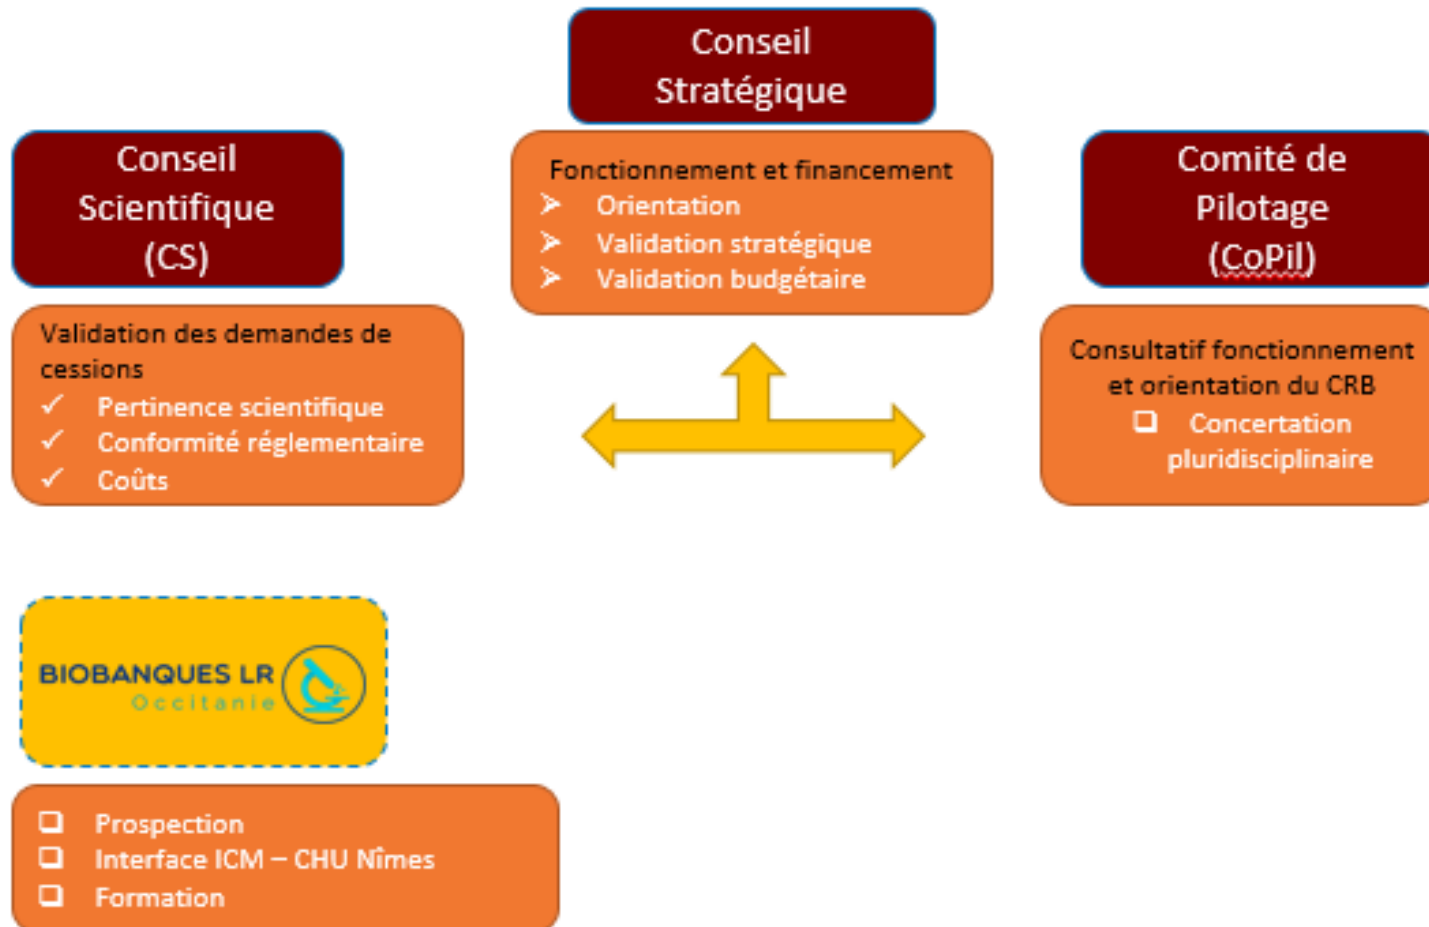 Conseil
Stratégique
Fonctionnement et financement
Orientation
Validation stratégique
Validation budgétaire
Conseil
Scientifique
(CS)
Validation des demandes de
cessions
Pertinence scientifique
Conformité réglementaire
Coûts
Comité de
Pilotage
(CoPil)
Consultatif fonctionnement
et orientation du CRB
Concertation
pluridisciplinaire
BIOBANQUES LR
Occitanie
Prospection
Interface ICM – CHU Nîmes
Formation